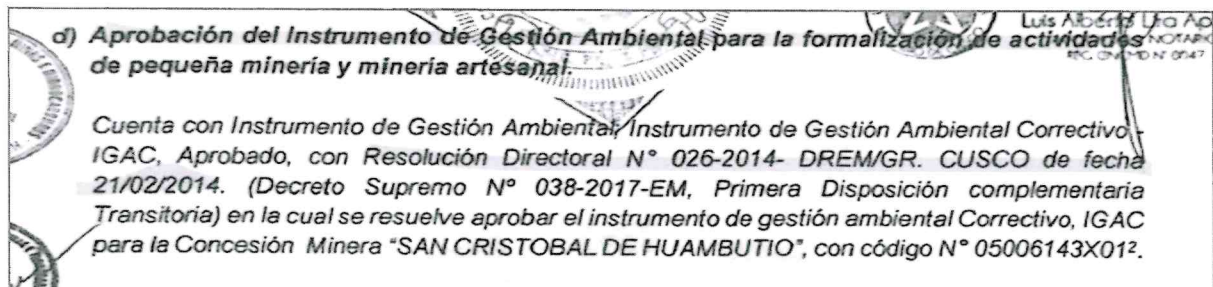 Luis Alberto
d) Aprobación del Instrumento de Gestión Ambiental para la formalización de actividades
de pequeña minería y minería artesanal.
Cuenta con Instrumento de Gestión Ambiental, Instrumento de Gestión Ambiental Correctivo -
IGAC, Aprobado, con Resolución Directoral N° 026-2014- DREM/GR. CUSCO de fecha
21/02/2014. (Decreto Supremo Nº 038-2017-EM, Primera Disposición complementaria
Transitoria) en la cual se resuelve aprobar el instrumento de gestión ambiental Correctivo, IGAC
para la Concesión Minera "SAN CRISTOBAL DE HUAMBUTIO", con código N° 05006143X01².